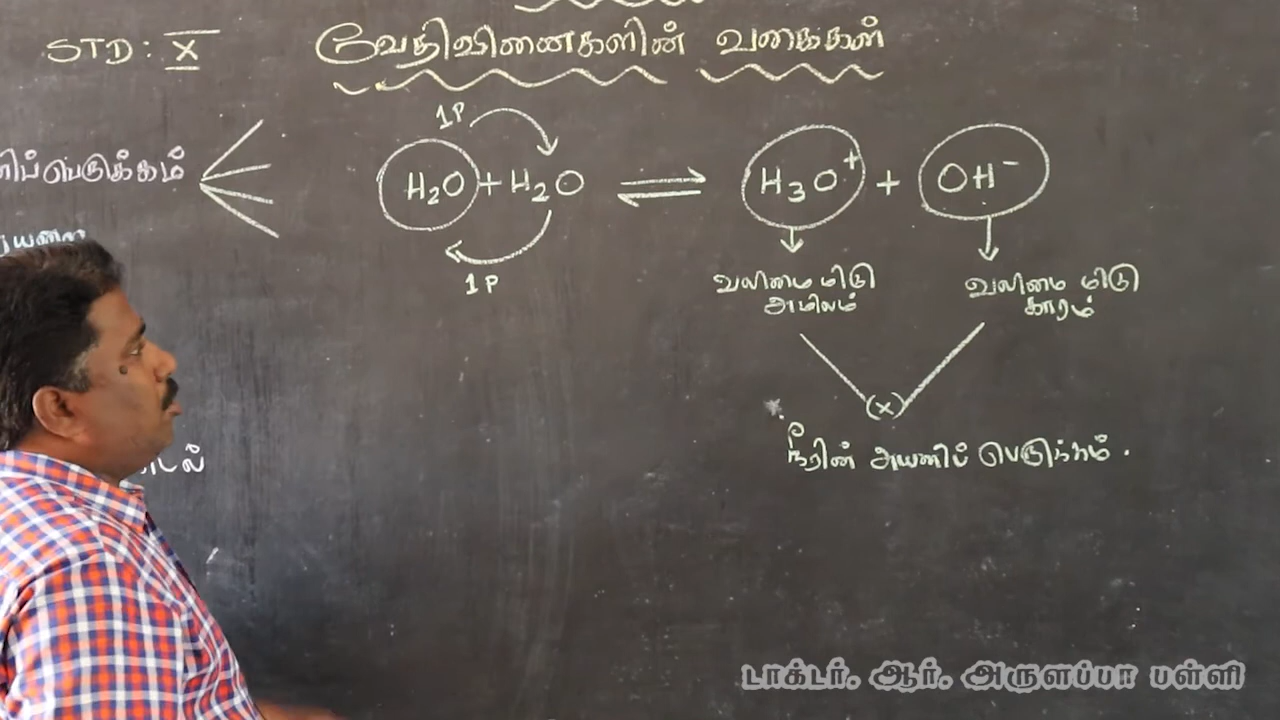 STD: X வேதிவினைகளின் வகைகள்
பெருக்கம்
1P
H₂O + H₂O ⇌ H₃O⁺ + OH⁻
1P
வலிமைமிகு அமிலம்
வலிமை மிகு காரம்
(x)
நீரின் அயனிப் பெருக்கம்.
டாக்டர். ஆர். அருளப்பா பள்ளி